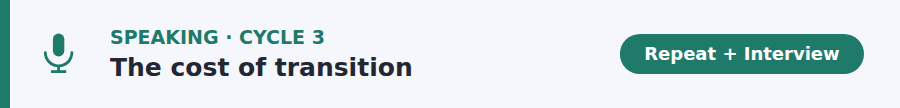 SPEAKING · CYCLE 3
The cost of transition
Repeat + Interview